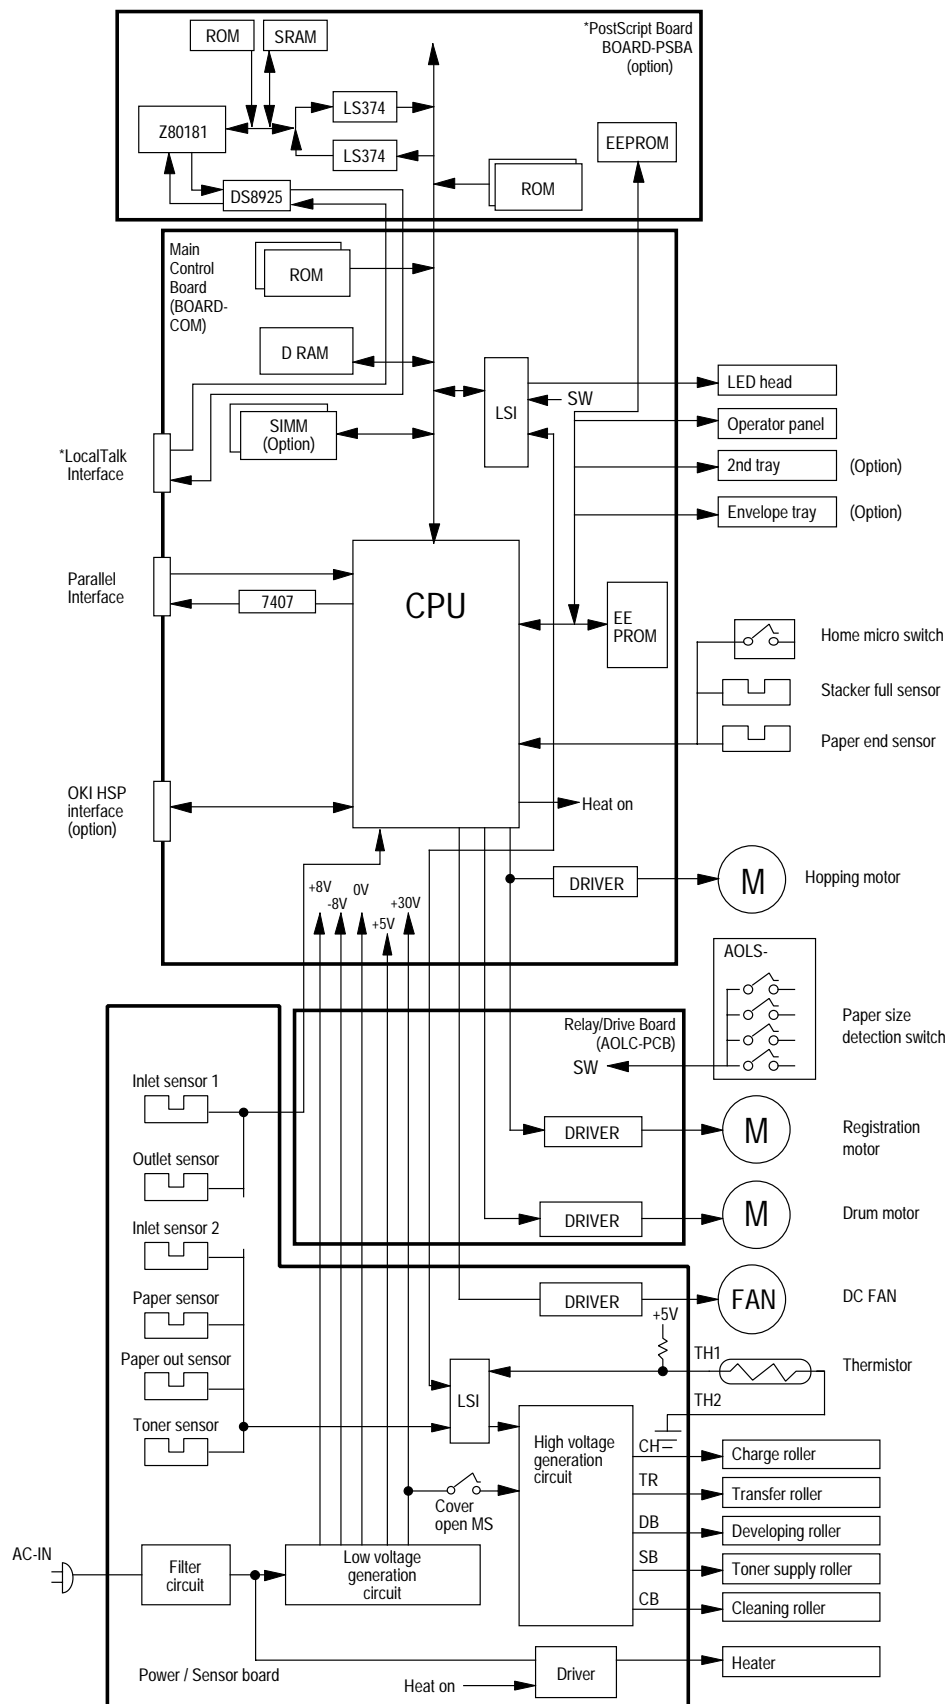 *PostScript Board
BOARD-PSBA
(option)
ROM
SRAM
LS374
Z80181
LS374
EEPROM
DS8925
ROM
Main
Control
Board
(BOARD-
COM)
ROM
D RAM
SIMM
(Option)
LSI
SW
LED head
Operator panel
2nd tray
(Option)
Envelope tray
(Option)
*LocalTalk
Interface
Parallel
Interface
7407
CPU
EE
PROM
Home micro switch
Stacker full sensor
Paper end sensor
OKI HSP
interface
(option)
Heat on
DRIVER
M
Hopping motor
+8V
-8V
0V
+5V
+30V
AOLS-
Paper size
detection switch
Relay/Drive Board
(AOLC-PCB)
SW
Inlet sensor 1
DRIVER
M
Registration
motor
Outlet sensor
DRIVER
M
Drum motor
Inlet sensor 2
Paper sensor
DRIVER
FAN
DC FAN
+5V
Paper out sensor
TH1
Thermistor
TH2
LSI
Toner sensor
High voltage
generation
circuit
CH
Charge roller
TR
Transfer roller
Cover
open MS
DB
Developing roller
SB
Toner supply roller
CB
Cleaning roller
AC-IN
Filter
circuit
Low voltage
generation
circuit
Power / Sensor board
Heat on
Driver
Heater